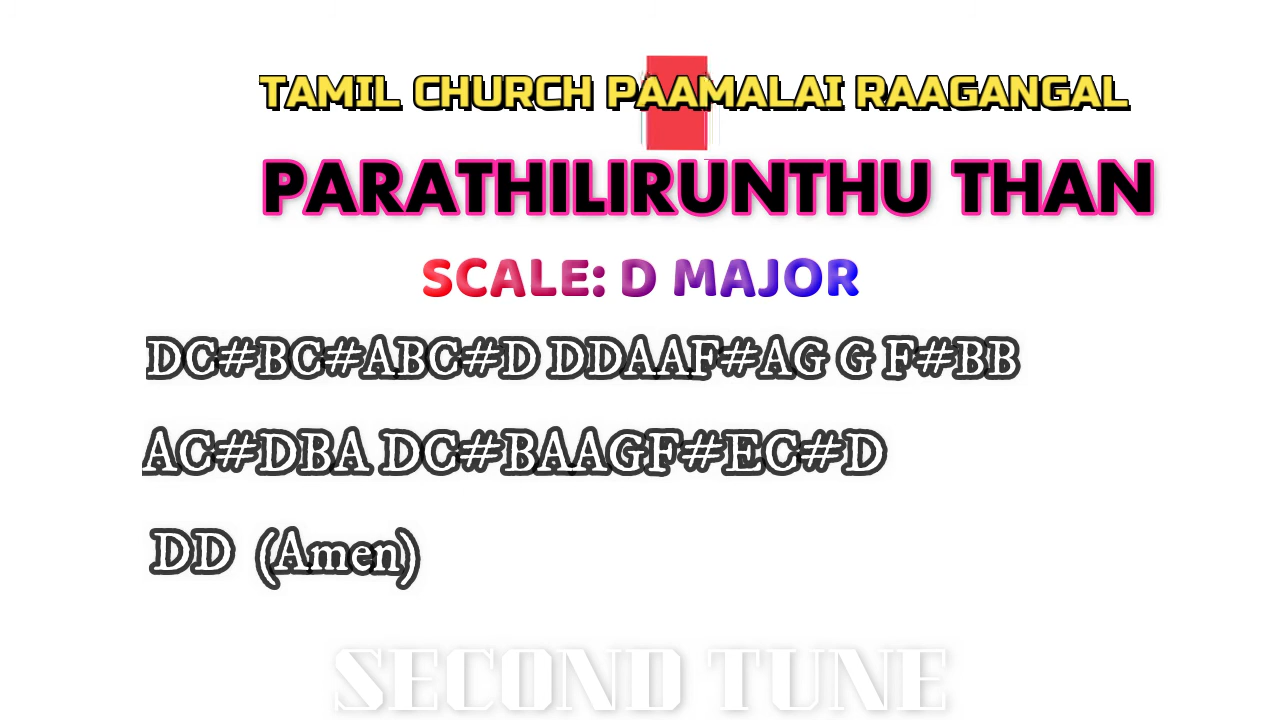 TAMIL CHURCH PAAMALAI RAAGANGAL
PARATHILIRUNTHU THAN
SCALE: D MAJOR
DC#BC#ABC#D DDAAF#AG G F#BB
AC#DBA DC#BAAGF#EC#D
DD (Amen)
SECOND TUNE